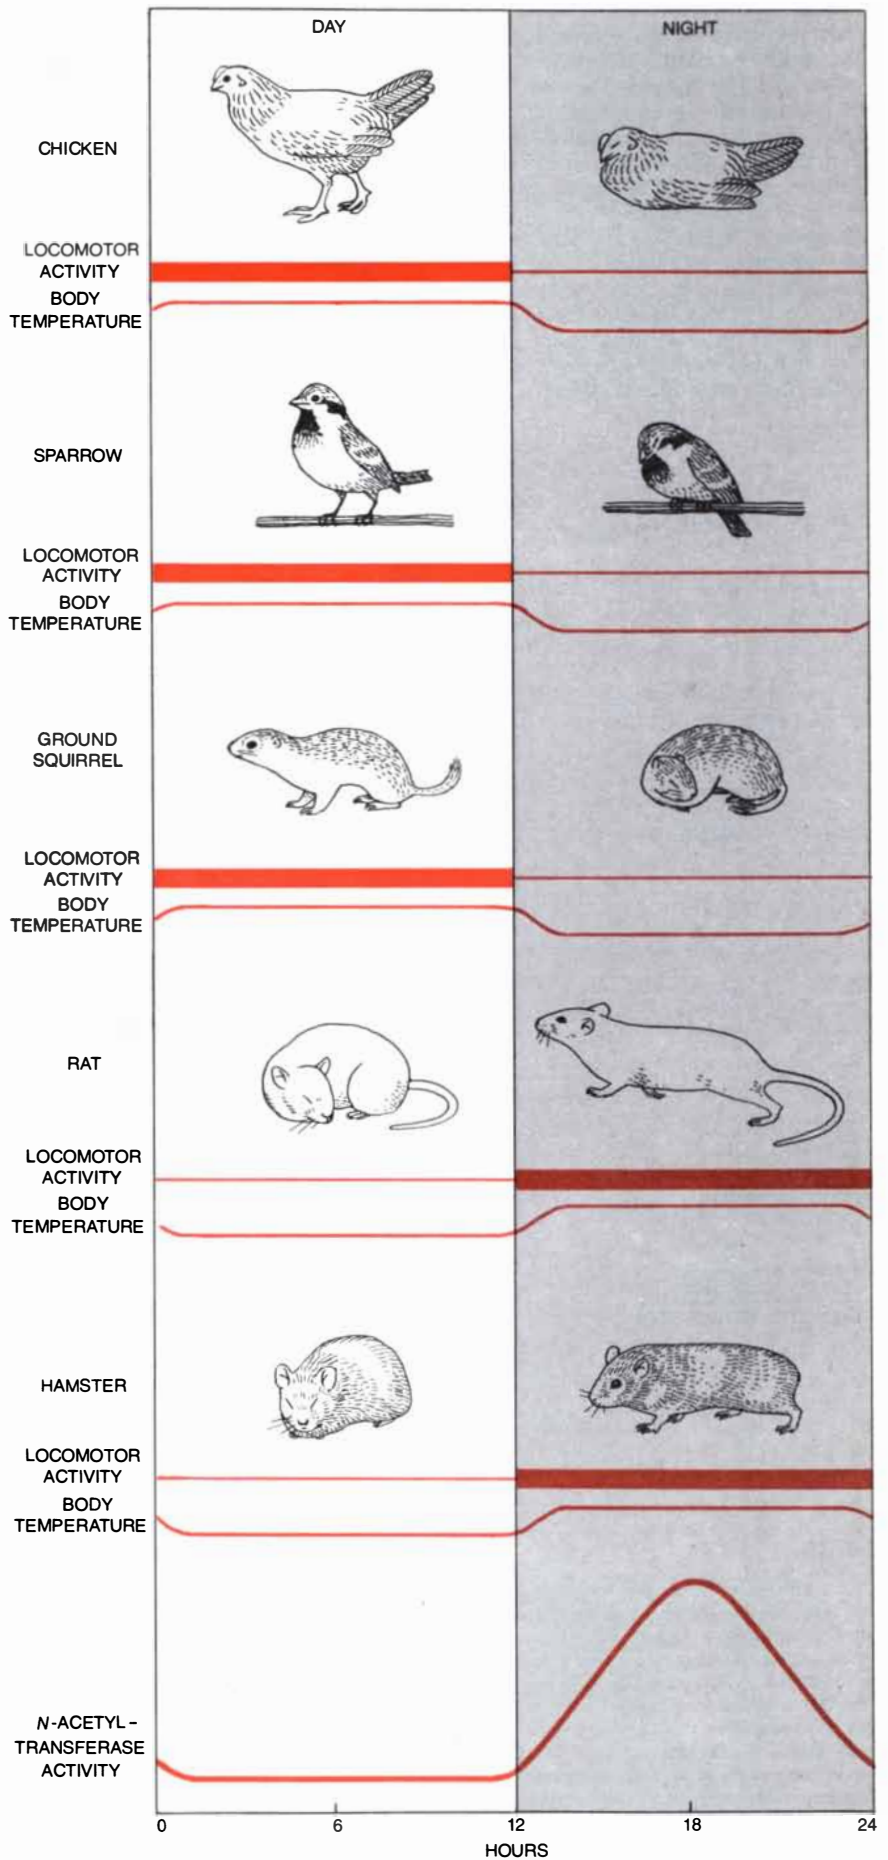 DAY NIGHT
CHICKEN
LOCOMOTOR
ACTIVITY
BODY
TEMPERATURE
SPARROW
LOCOMOTOR
ACTIVITY
BODY
TEMPERATURE
GROUND
SQUIRREL
LOCOMOTOR
ACTIVITY
BODY
TEMPERATURE
RAT
LOCOMOTOR
ACTIVITY
BODY
TEMPERATURE
HAMSTER
LOCOMOTOR
ACTIVITY
BODY
TEMPERATURE
N-ACETYL-
TRANSFERASE
ACTIVITY
0 6 12 18 24
HOURS